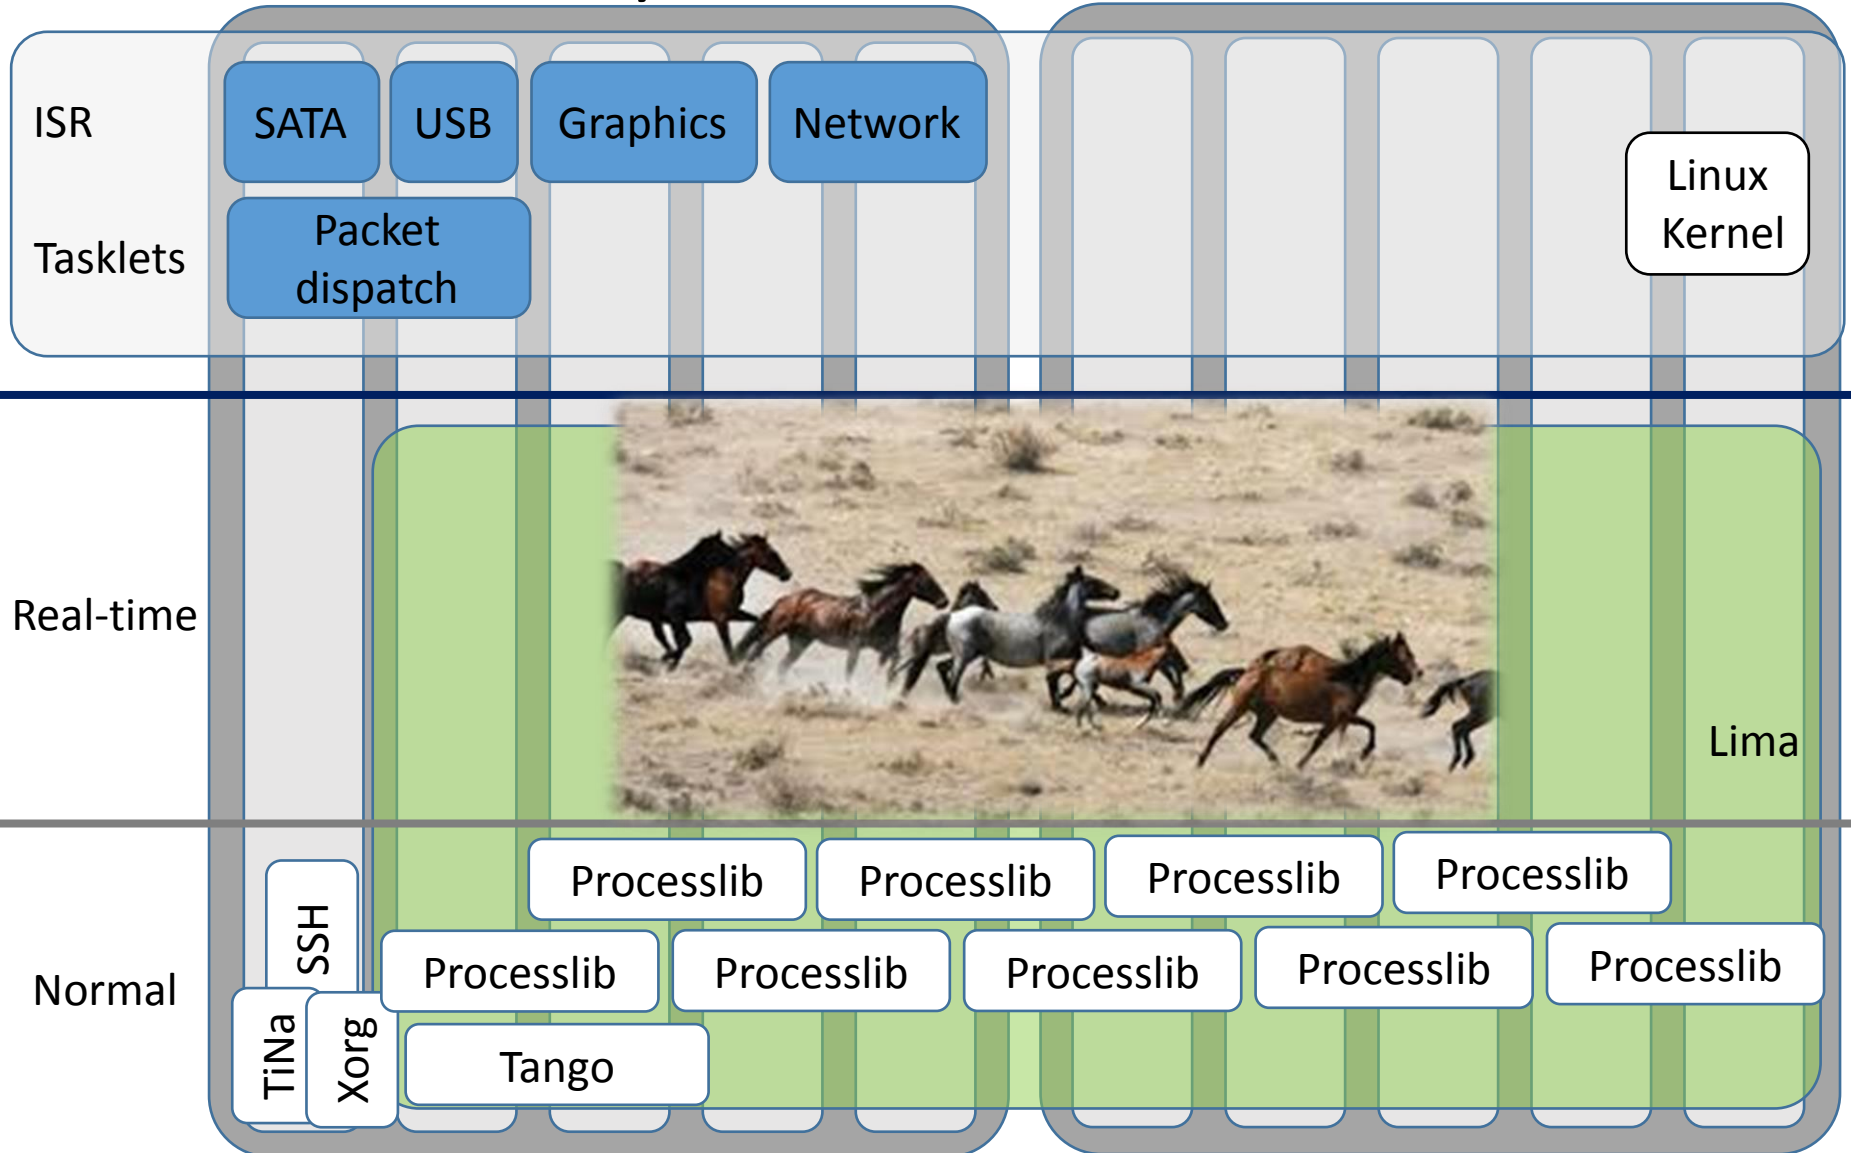 ISR
SATA
USB
Graphics
Network
Linux
Kernel
Tasklets
Packet
dispatch
Real-time
Lima
Processlib
Processlib
Processlib
Processlib
SSH
Normal
Processlib
Processlib
Processlib
Processlib
Processlib
TiNa
Xorg
Tango